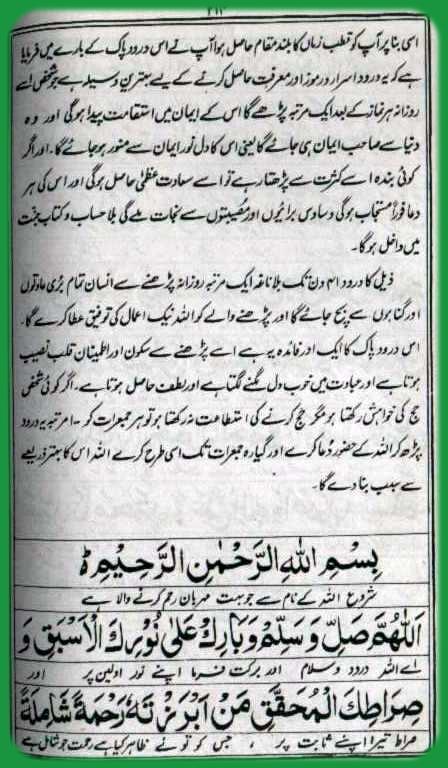 ۲۱۲
اسی بنا پر آپ کو قطب زماں کا بلند مقام حاصل ہوا آپ نے اس درود پاک کے بارے میں فرمایا
ہے کہ یہ درود اسرار و رموز اور معرفت حاصل کرنے کے لیے بہترین وسیلہ ہے جو شخص اسے
روزانہ ہر نماز کے بعد ایک مرتبہ پڑھے گا اس کے ایمان میں استقامت پیدا ہوگی اور وہ
دنیا سے صاحب ایمان ہی جائے گا یعنی اس کا دل نور ایمان سے منور ہو جائے گا۔ اور اگر
کوئی بندہ اسے کثرت سے پڑھتا رہے تو اسے سعادت عظمیٰ حاصل ہوگی اور اس کی ہر
دعا فوراً مستجاب ہوگی وساوس برائیوں اور مصیبتوں سے نجات ملے گی بلا حساب و کتاب جنت
میں داخل ہوگا۔
ذیل کا درود ۴۱ دن تک بلا ناغہ ایک مرتبہ روزانہ پڑھنے سے انسان تمام بری عادتوں
اور گناہوں سے بچ جائے گا اور پڑھنے والے کو اللہ نیک اعمال کی توفیق عطا کرے گا۔
اس درود پاک کا ایک اور فائدہ یہ ہے اسے پڑھنے سے سکون اور اطمینان قلب نصیب
ہوتا ہے اور عبادت میں خوب دل لگنے لگتا ہے اور لطف حاصل ہوتا ہے۔ اگر کوئی شخص
حج کی خواہش رکھتا ہو مگر حج کرنے کی استطاعت نہ رکھتا ہو تو ہر جمعرات کو مرتبہ یہ درود
پڑھ کر اللہ کے حضور دعا کرے اور گیارہ جمعرات تک اسی طرح کرے اللہ اس کا بہتر ذریعے
سے سبب بنا دے گا۔
بِسْمِ اللهِ الرَّحْمٰنِ الرَّحِيْمِ ط
شروع اللہ کے نام سے جو بہت مہربان رحم کرنے والا ہے
اَللّٰهُمَّ صَلِّ وَسَلِّمْ وَبَارِكْ عَلٰى نُوْرِكَ الْاَسْبَقِ وَ
اے اللہ درود و سلام اور برکت فرما اپنے نور اولین پر اور
صِرَاطِكَ الْمُحَقَّقِ مَنْ اَبْرَزْتَهٗ رَحْمَةً شَامِلَةً
صراط تیرا اپنے ثابت پر ، جس کو تو نے ظاہر کیا ہے رحمت جو شامل ہے